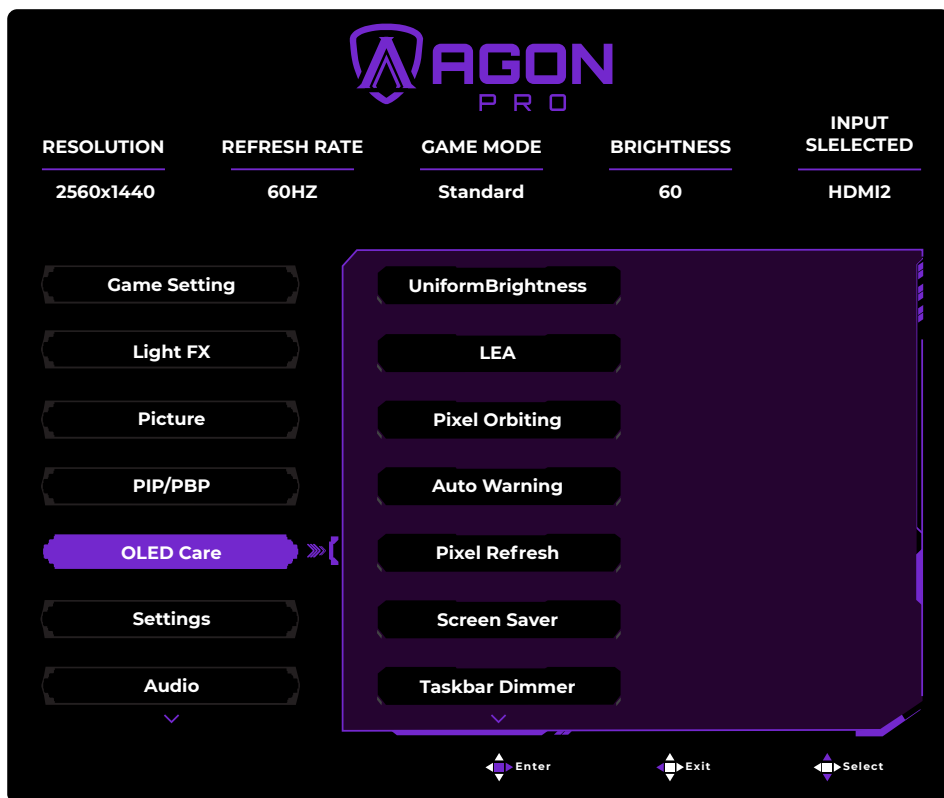 AGON
PRO
RESOLUTION
2560x1440
REFRESH RATE
60HZ
GAME MODE
Standard
BRIGHTNESS
60
INPUT
SLELECTED
HDMI2
Game Setting
Light FX
Picture
PIP/PBP
OLED Care
Settings
Audio
UniformBrightness
LEA
Pixel Orbiting
Auto Warning
Pixel Refresh
Screen Saver
Taskbar Dimmer
Enter
Exit
Select